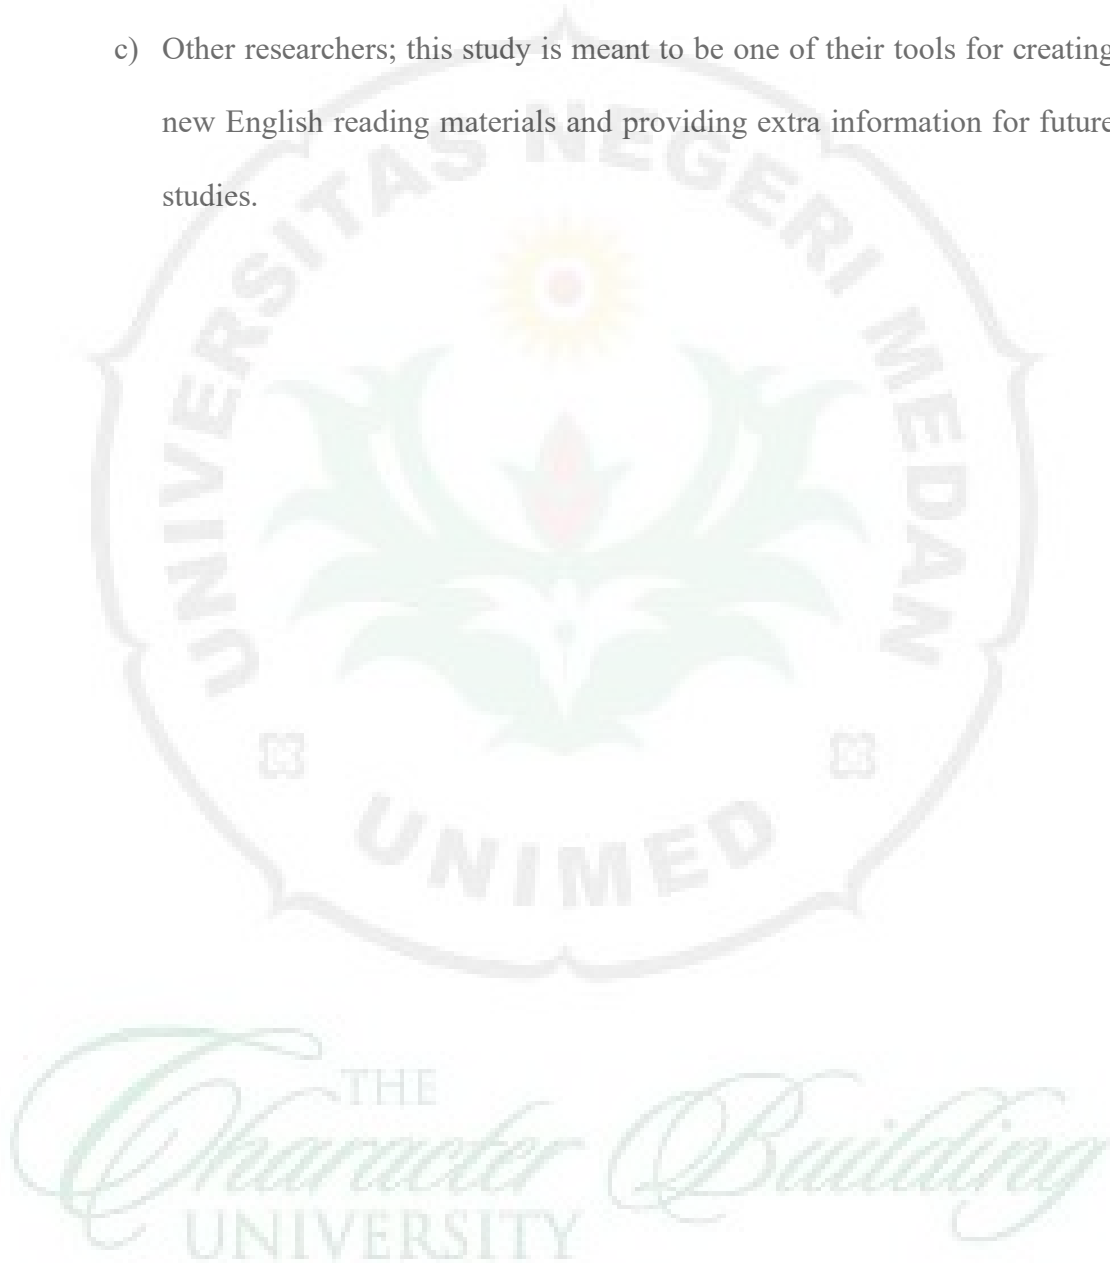 c) Other researchers; this study is meant to be one of their tools for creating
new English reading materials and providing extra information for future
studies.
UNIVERSITAS NEGERI MEDAN
UNIMED
THE
Character Building
UNIVERSITY